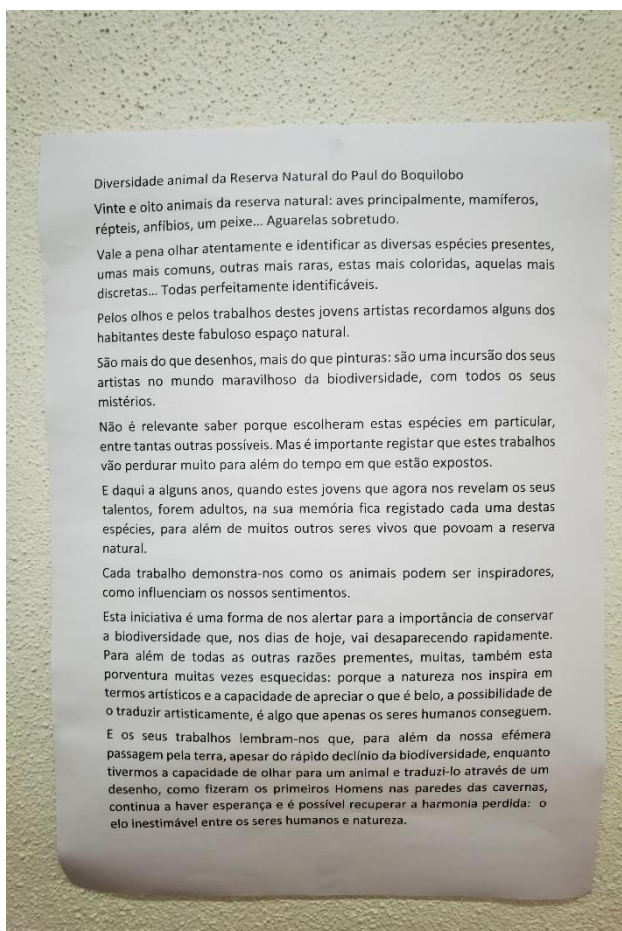 Diversidade animal da Reserva Natural do Paul do Boquilobo
Vinte e oito animais da reserva natural: aves principalmente, mamíferos,
répteis, anfíbios, um peixe... Aguarelas sobretudo.
Vale a pena olhar atentamente e identificar as diversas espécies presentes,
umas mais comuns, outras mais raras, estas mais coloridas, aquelas mais
discretas... Todas perfeitamente identificáveis.
Pelos olhos e pelos trabalhos destes jovens artistas recordamos alguns dos
habitantes deste fabuloso espaço natural.
São mais do que desenhos, mais do que pinturas: são uma incursão dos seus
artistas no mundo maravilhoso da biodiversidade, com todos os seus
mistérios.
Não é relevante saber porque escolheram estas espécies em particular,
entre tantas outras possíveis. Mas é importante registar que estes trabalhos
vão perdurar muito para além do tempo em que estão expostos.
E daqui a alguns anos, quando estes jovens que agora nos revelam os seus
talentos, forem adultos, na sua memória fica registado cada uma destas
espécies, para além de muitos outros seres vivos que povoam a reserva
natural.
Cada trabalho demonstra-nos como os animais podem ser inspiradores,
como influenciam os nossos sentimentos.
Esta iniciativa é uma forma de nos alertar para a importância de conservar
a biodiversidade que, nos dias de hoje, vai desaparecendo rapidamente.
Para além de todas as outras razões prementes, muitas, também esta
porventura muitas vezes esquecidas: porque a natureza nos inspira em
termos artísticos e a capacidade de apreciar o que é belo, a possibilidade de
o traduzir artisticamente, é algo que apenas os seres humanos conseguem.
E os seus trabalhos lembram-nos que, para além da nossa efémera
passagem pela terra, apesar do rápido declínio da biodiversidade, enquanto
tivermos a capacidade de olhar para um animal e traduzi-lo através de um
desenho, como fizeram os primeiros Homens nas paredes das cavernas,
continua a haver esperança e é possível recuperar a harmonia perdida: o
elo inestimável entre os seres humanos e natureza.